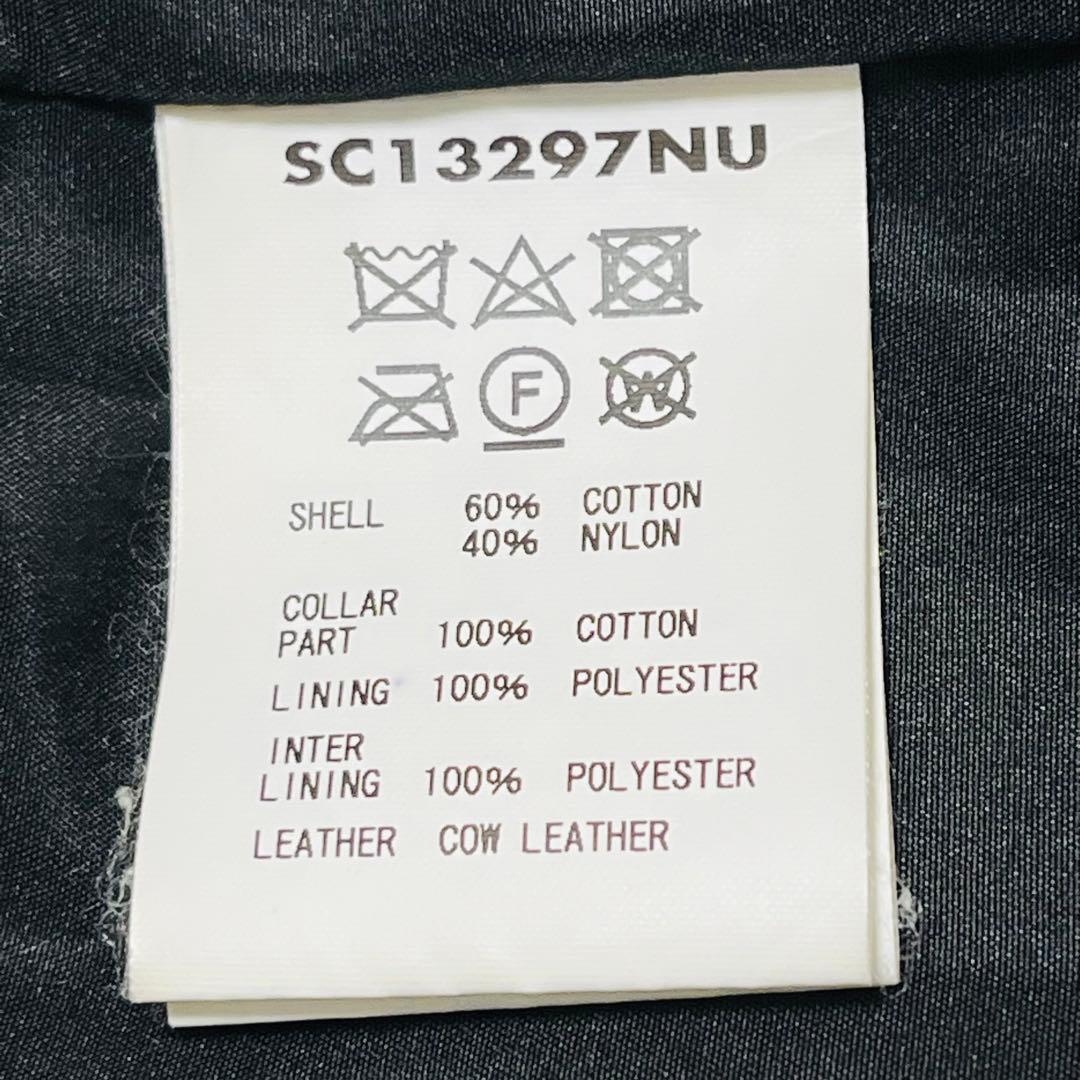 SC13297NU
F
W
SHELL 60% COTTON
40% NYLON
COLLAR
PART 100% COTTON
LINING 100% POLYESTER
INTER
LINING 100% POLYESTER
LEATHER COW LEATHER